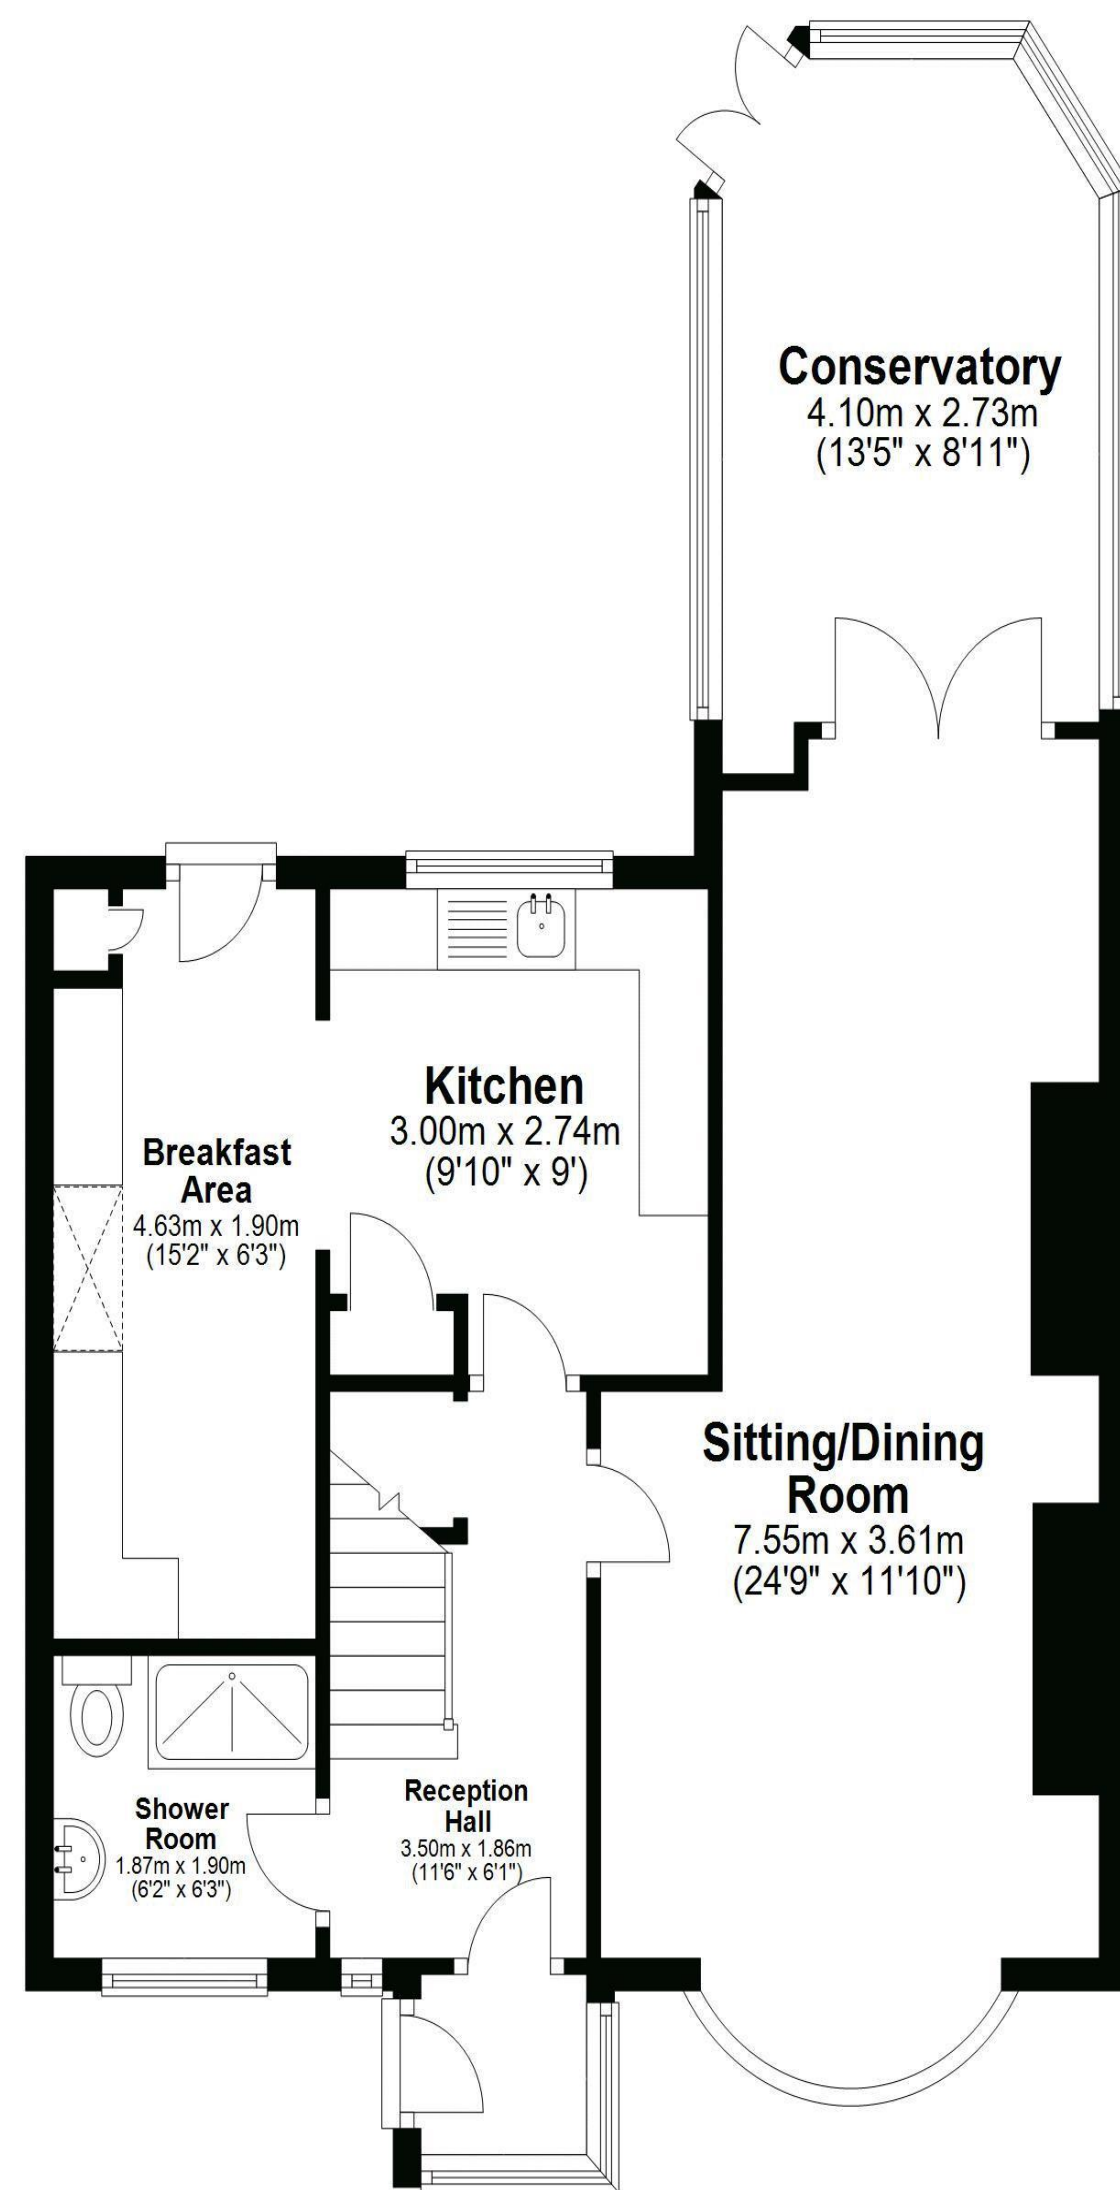 Conservatory
4.10m x 2.73m
(13'5" x 8'11")
Kitchen
3.00m x 2.74m
(9'10" x 9')
Breakfast
Area
4.63m x 1.90m
(15'2" x 6'3")
Sitting/Dining
Room
7.55m x 3.61m
(24'9" x 11'10")
Reception
Hall
3.50m x 1.86m
(11'6" x 6'1")
Shower
Room
1.87m x 1.90m
(6'2" x 6'3")